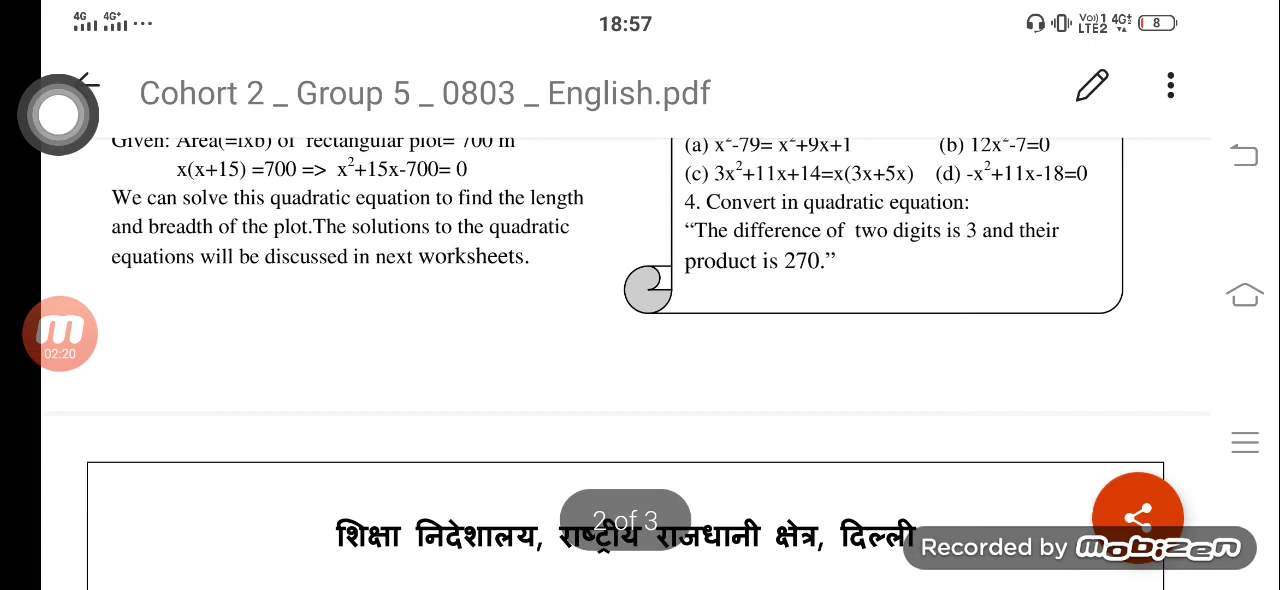 4G 4G+ ... 18:57 Vo)) 1 LTE2 4G 8
Cohort 2 _ Group 5 _ 0803 _ English.pdf
Given: Area(=lxb) of rectangular plot= 700 m
x(x+15) =700 => x²+15x-700= 0
We can solve this quadratic equation to find the length
and breadth of the plot.The solutions to the quadratic
equations will be discussed in next worksheets.
(a) x²-79= x²+9x+1 (b) 12x²-7=0
(c) 3x²+11x+14=x(3x+5x) (d) -x²+11x-18=0
4. Convert in quadratic equation:
“The difference of two digits is 3 and their
product is 270.”
02:20
2 of 3
शिक्षा निदेशालय, राष्ट्रीय राजधानी क्षेत्र, दिल्ली
Recorded by mobizen